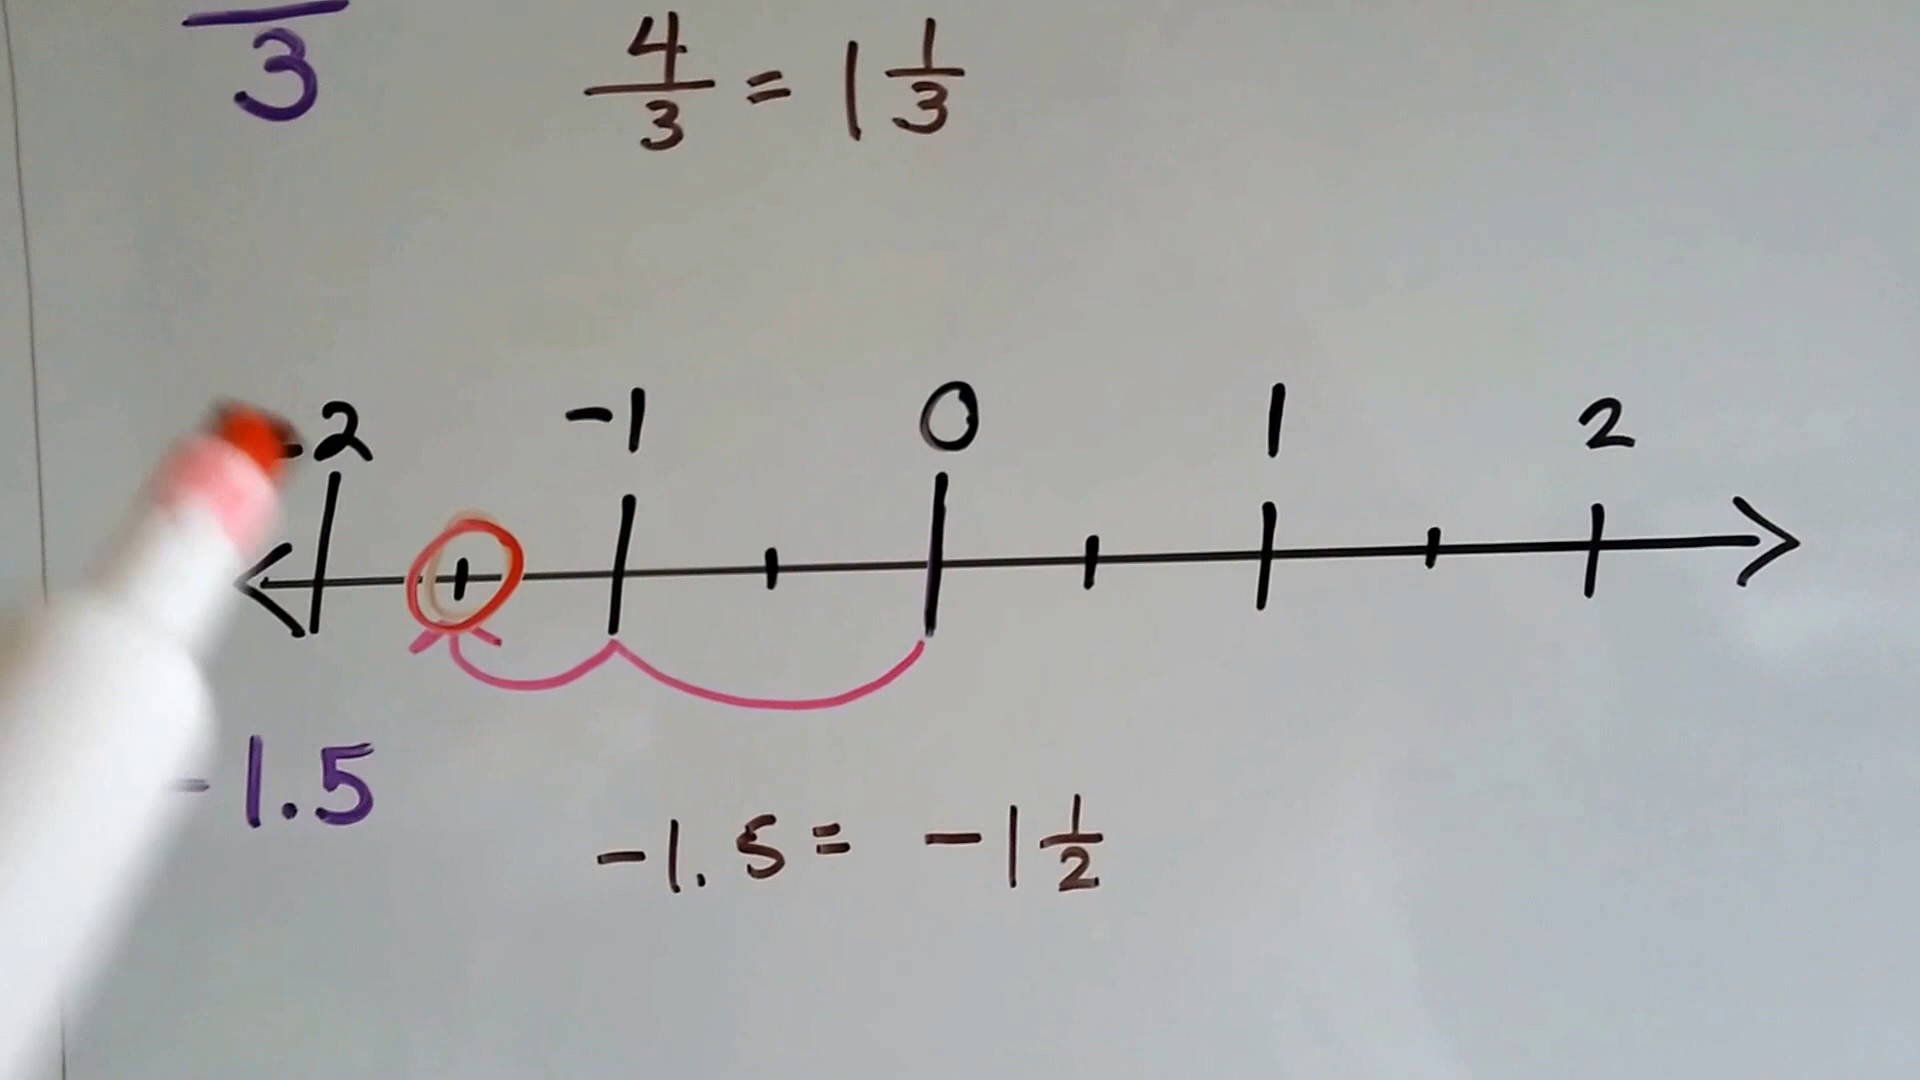 3
4/3 = 1 1/3
-2 -1 0 1 2
-1.5
-1.5 = -1 1/2